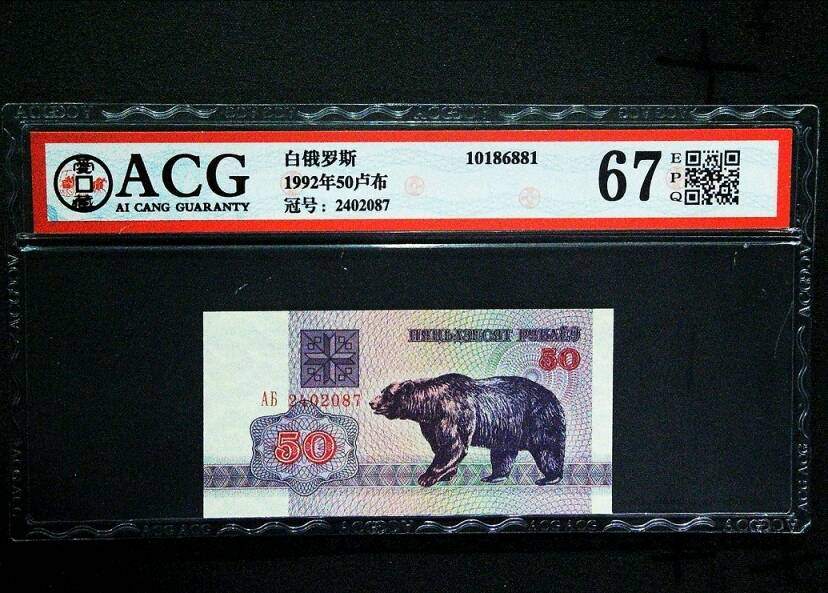 ACG
AI CANG GUARANTY
白俄罗斯
1992年50卢布
冠号：2402087
10186881
67
E
P
Q
ПЯЦЬДЗЕСЯТ РУБЛЁЎ
50
АБ 2402087
50